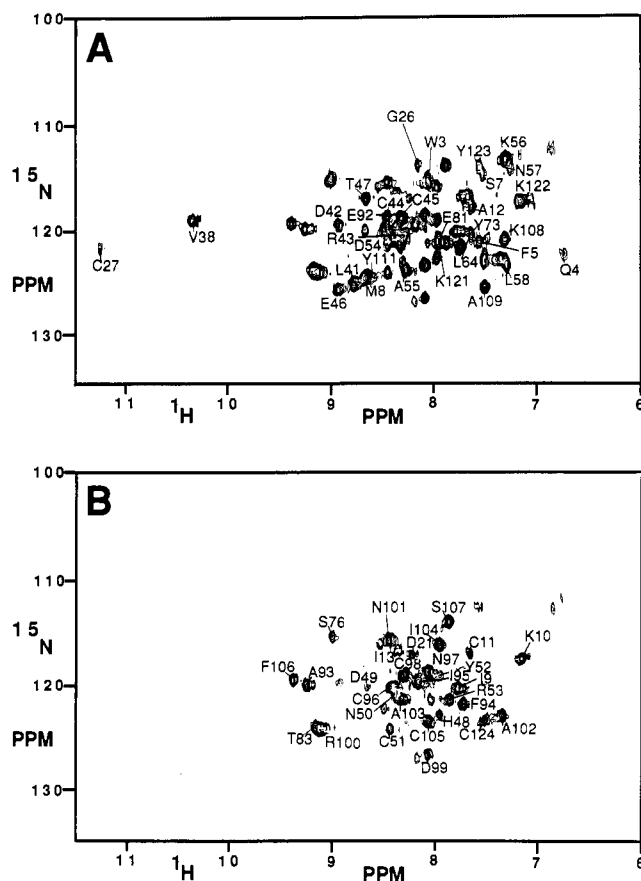 A
100
110
120
130
15
N
PPM
G26
W3
Y123
K56
N57
S7
K122
T47
C44
C45
A12
D42
E92
E81
Y73
K108
V38
R43
D54
F5
C27
Y111
L64
L41
K121
L58
Q4
E46
M8
A55
A109
11
10
9
8
7
6
1H
PPM
B
100
110
120
130
15
N
PPM
N101
S107
I104
S76
D21
C11
K10
I13
C98
N97
Y52
F106
A93
D49
I95
I9
C96
R53
N50
A103
H48
F94
T83
R100
C51
C105
C124
A102
D99
11
10
9
8
7
6
1H
PPM